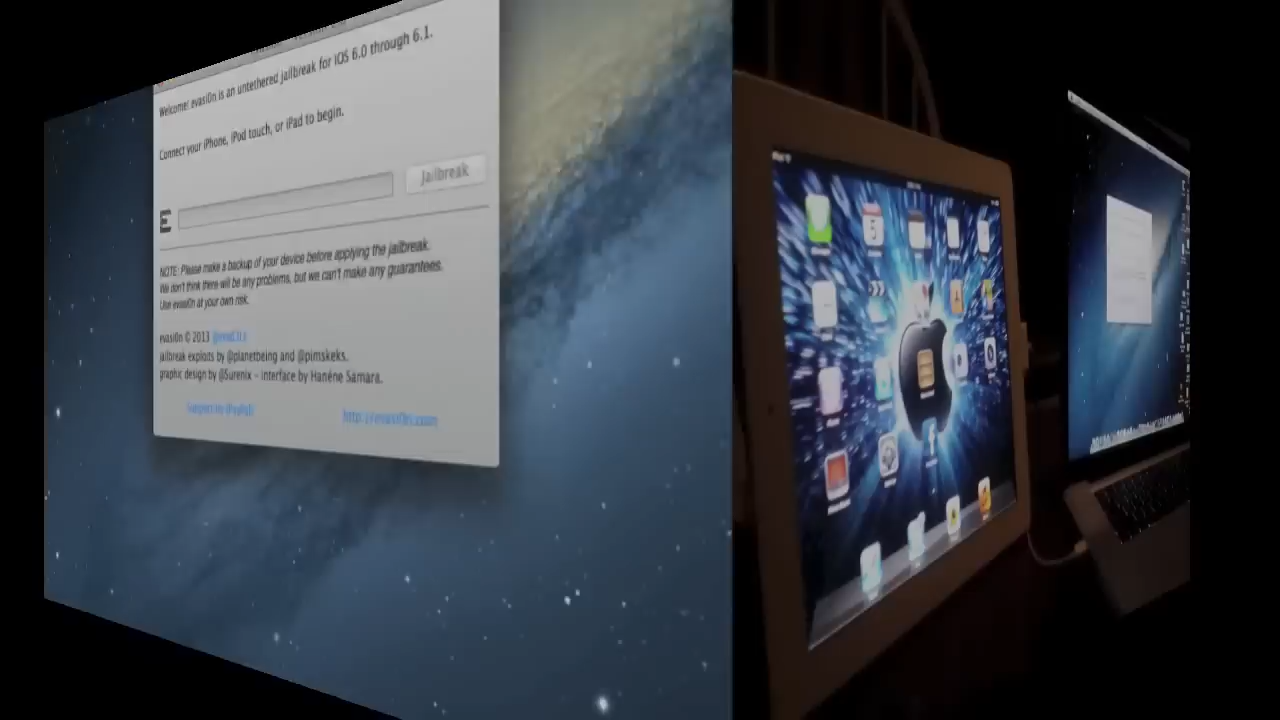 Welcome! evasi0n is an untethered jailbreak for iOS 6.0 through 6.1.
Connect your iPhone, iPod touch, or iPad to begin.
Jailbreak
NOTE: Please make a backup of your device before applying the jailbreak.
We don't think there will be any problems, but we can't make any guarantees.
Use evasi0n at your own risk.
evasi0n © 2013
jailbreak exploits by @planetbeing and @pimskeks.
graphic design by @Surenix – interface by Hanéne Samara.
5